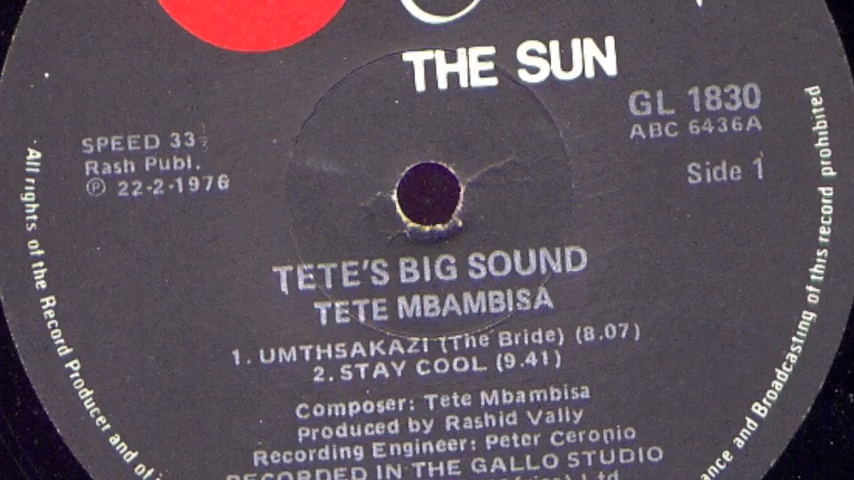 THE SUN
GL 1830
ABC 6436A
SPEED 33⅓
Rash Publ.
℗ 22-2-1976
Side 1
TETE'S BIG SOUND
TETE MBAMBISA
1. UMTHSAKAZI (The Bride) (8.07)
2. STAY COOL (9.41)
Composer: Tete Mbambisa
Produced by Rashid Vally
Recording Engineer: Peter Ceronio
RECORDED IN THE GALLO STUDIO
Ltd
All rights of the Record Producer and of
ance and Broadcasting of this record prohibited